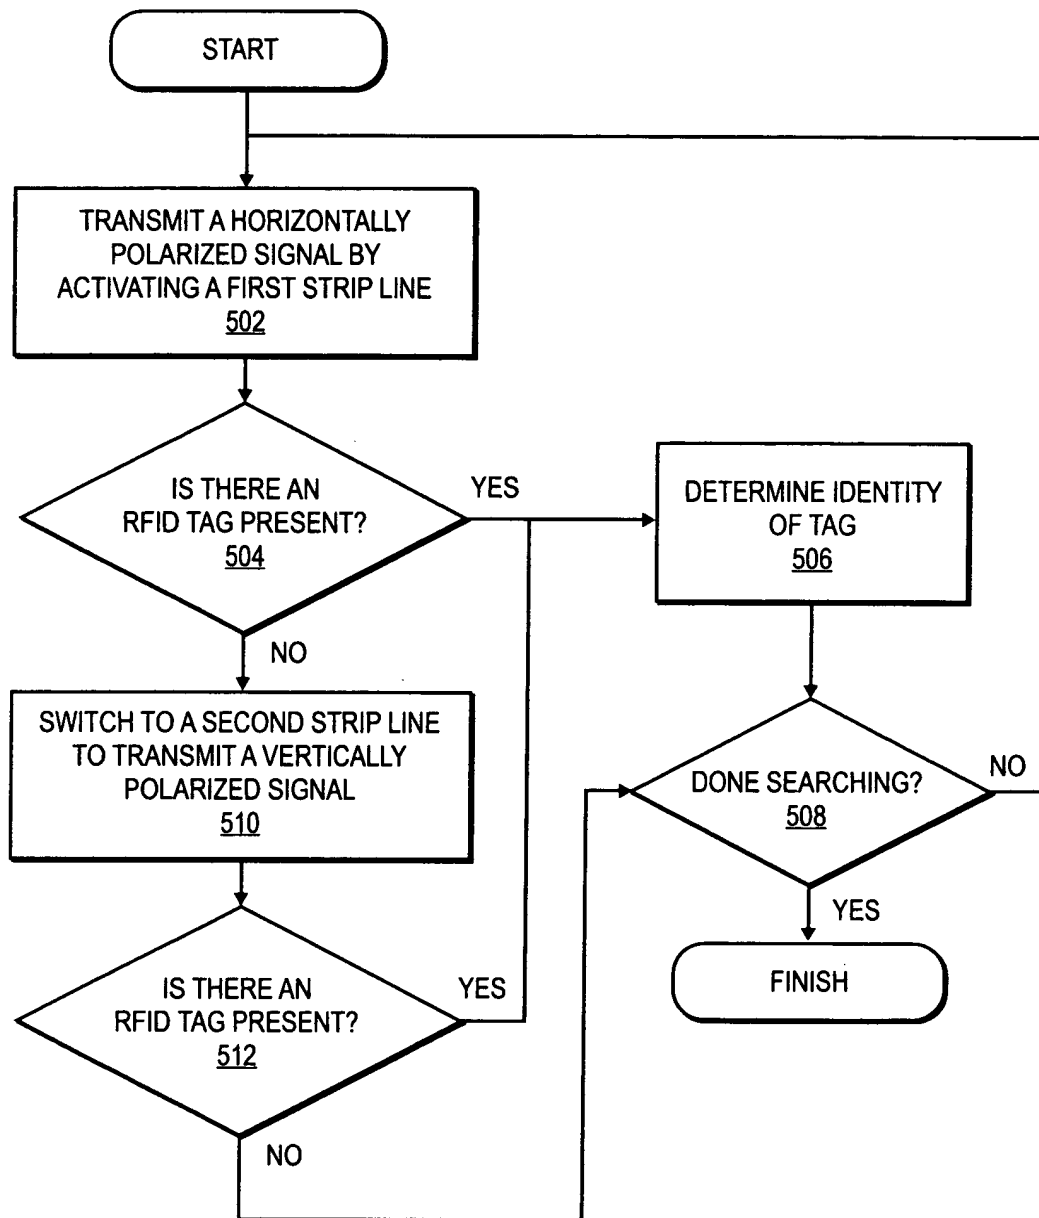 START
TRANSMIT A HORIZONTALLY
POLARIZED SIGNAL BY
ACTIVATING A FIRST STRIP LINE
502
IS THERE AN
RFID TAG PRESENT?
504
YES
NO
DETERMINE IDENTITY
OF TAG
506
SWITCH TO A SECOND STRIP LINE
TO TRANSMIT A VERTICALLY
POLARIZED SIGNAL
510
DONE SEARCHING?
508
NO
YES
FINISH
IS THERE AN
RFID TAG PRESENT?
512
YES
NO